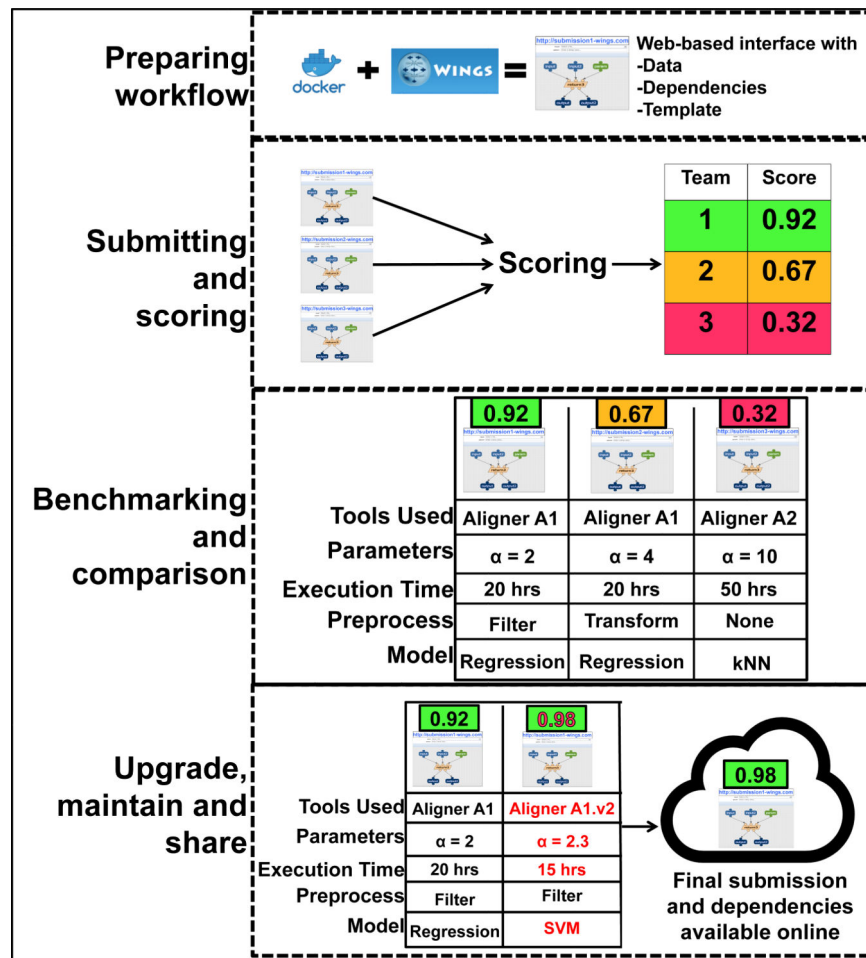 Preparing
workflow
docker
+
WINGS
=
http://submission1-wings.com
Web-based interface with
-Data
-Dependencies
-Template
Submitting
and
scoring
http://submission1-wings.com
http://submission2-wings.com
http://submission3-wings.com
Scoring
Team Score
1 0.92
2 0.67
3 0.32
Benchmarking
and
comparison
0.92 0.67 0.32
http://submission1-wings.com http://submission2-wings.com http://submission3-wings.com
Tools Used Aligner A1 Aligner A1 Aligner A2
Parameters α = 2 α = 4 α = 10
Execution Time 20 hrs 20 hrs 50 hrs
Preprocess Filter Transform None
Model Regression Regression kNN
Upgrade,
maintain and
share
0.92 0.98
http://submission1-wings.com http://submission1-wings.com
Tools Used Aligner A1 Aligner A1.v2
Parameters α = 2 α = 2.3
Execution Time 20 hrs 15 hrs
Preprocess Filter Filter
Model Regression SVM
0.98
http://submission1-wings.com
Final submission
and dependencies
available online